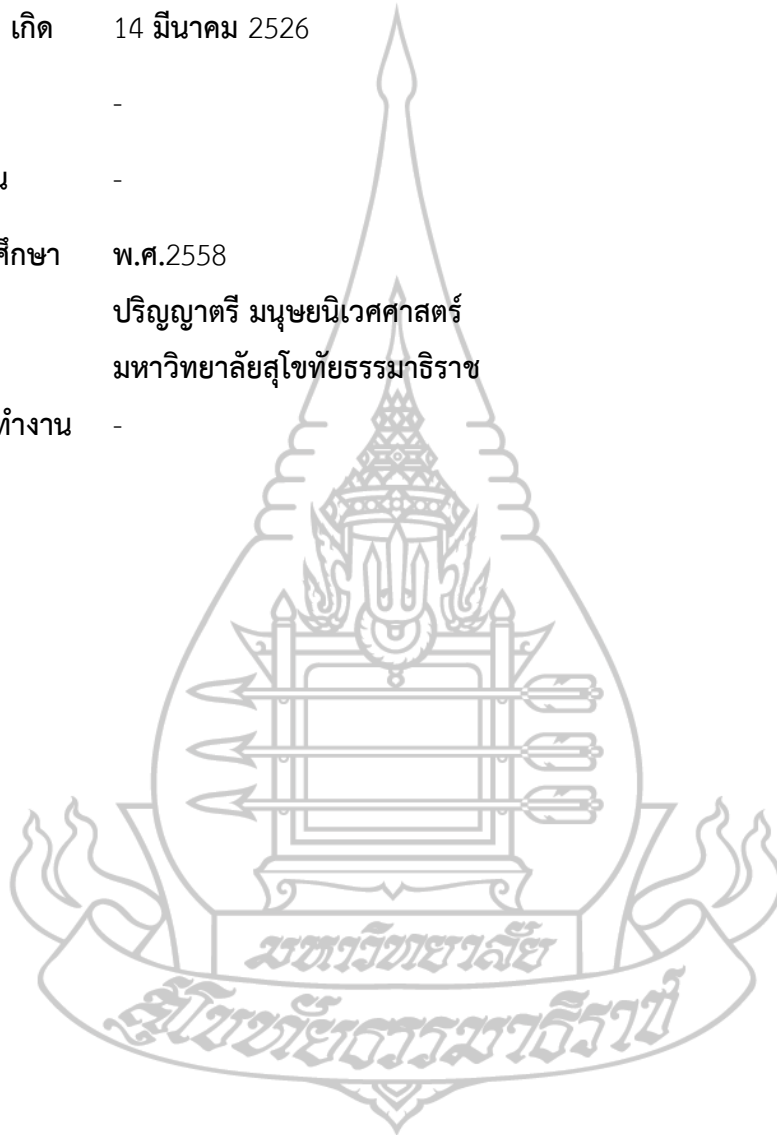 เกิด 14 มีนาคม 2526
-
น -
ศึกษา พ.ศ.2558
ปริญญาตรี มนุษยนิเวศศาสตร์
มหาวิทยาลัยสุโขทัยธรรมาธิราช
ทำงาน -
มหาวิทยาลัย
สุโขทัยธรรมาธิราช